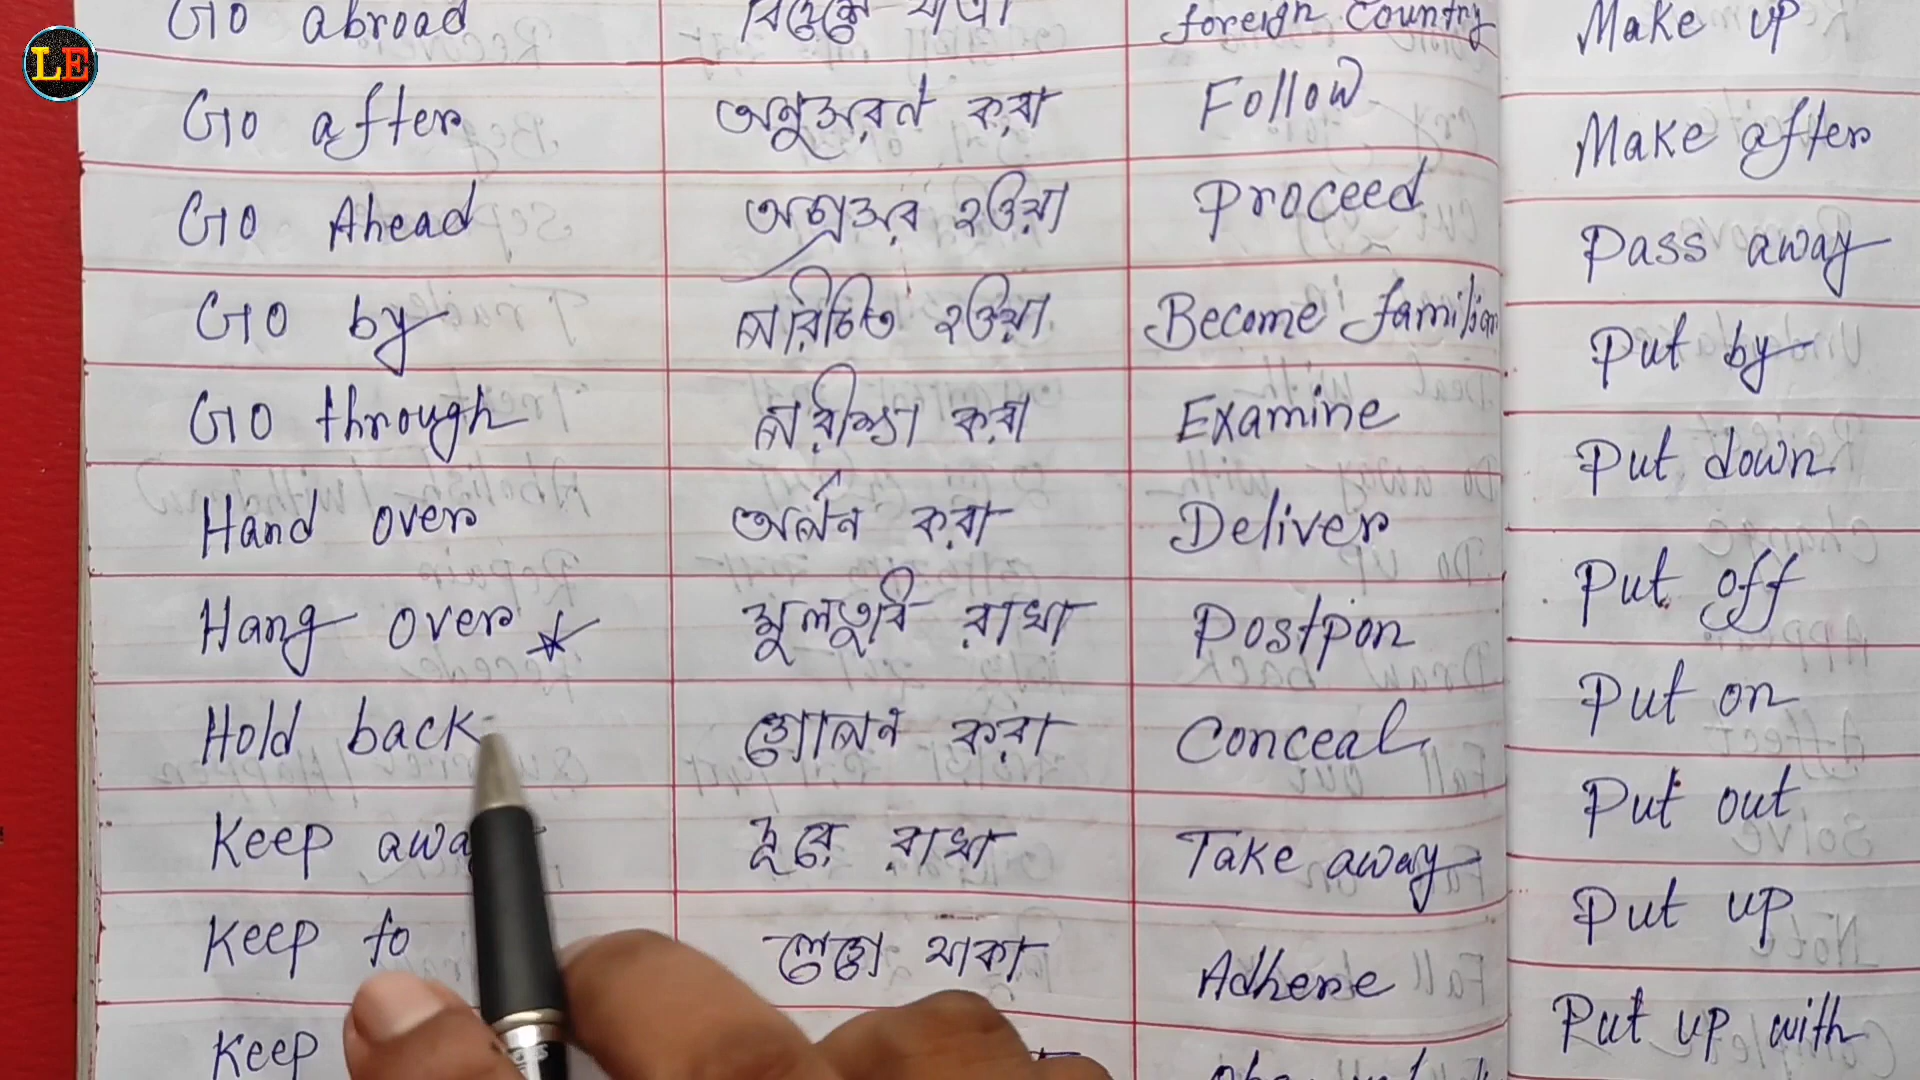 LE
Go abroad বিদেশে যাত্রা foreign country
Go after অনুসরণ করা Follow
Go Ahead অগ্রসর হওয়া Proceed
Go by পরিচিত হওয়া Become familiar
Go through পরীক্ষা করা Examine
Hand over অর্পন করা Deliver
Hang over মুলতুবি রাখা Postpon
Hold back গোপন করা Conceal
Keep away দূরে রাখা Take away
Keep to লেগে থাকা Adhere
Keep
Make up
Make after
Pass away
Put by
Put down
Put off
Put on
Put out
Put up
Put up with